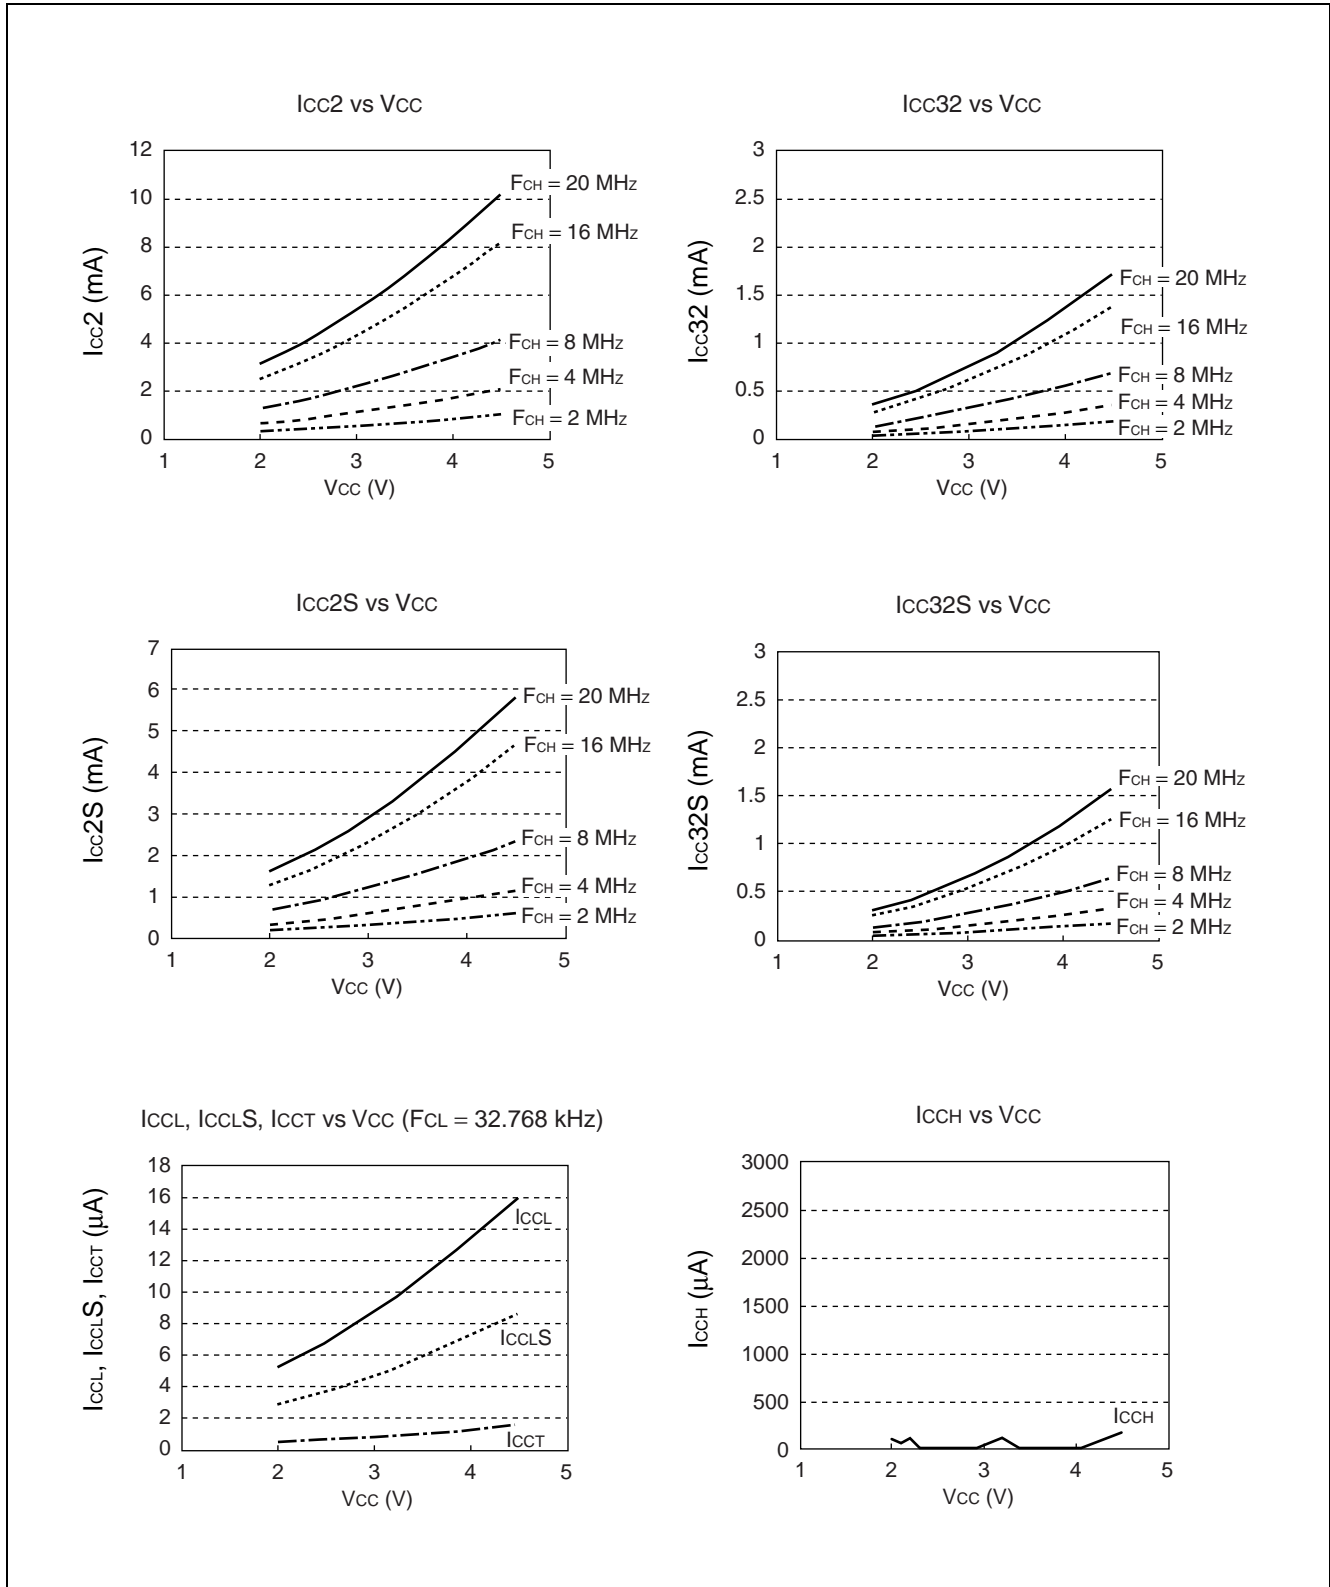 ICC2 vs VCC
12
10
8
6
4
2
0
1 2 3 4 5
ICC2 (mA)
VCC (V)
FCH = 20 MHz
FCH = 16 MHz
FCH = 8 MHz
FCH = 4 MHz
FCH = 2 MHz
ICC32 vs VCC
3
2.5
2
1.5
1
0.5
0
1 2 3 4 5
ICC32 (mA)
VCC (V)
FCH = 20 MHz
FCH = 16 MHz
FCH = 8 MHz
FCH = 4 MHz
FCH = 2 MHz
ICC2S vs VCC
7
6
5
4
3
2
1
0
1 2 3 4 5
ICC2S (mA)
VCC (V)
FCH = 20 MHz
FCH = 16 MHz
FCH = 8 MHz
FCH = 4 MHz
FCH = 2 MHz
ICC32S vs VCC
3
2.5
2
1.5
1
0.5
0
1 2 3 4 5
ICC32S (mA)
VCC (V)
FCH = 20 MHz
FCH = 16 MHz
FCH = 8 MHz
FCH = 4 MHz
FCH = 2 MHz
ICCL, ICCLS, ICCT vs VCC (FCL = 32.768 kHz)
18
16
14
12
10
8
6
4
2
0
1 2 3 4 5
ICCL, ICCLS, ICCT (µA)
VCC (V)
ICCL
ICCLS
ICCT
ICCH vs VCC
3000
2500
2000
1500
1000
500
0
1 2 3 4 5
ICCH (µA)
VCC (V)
ICCH